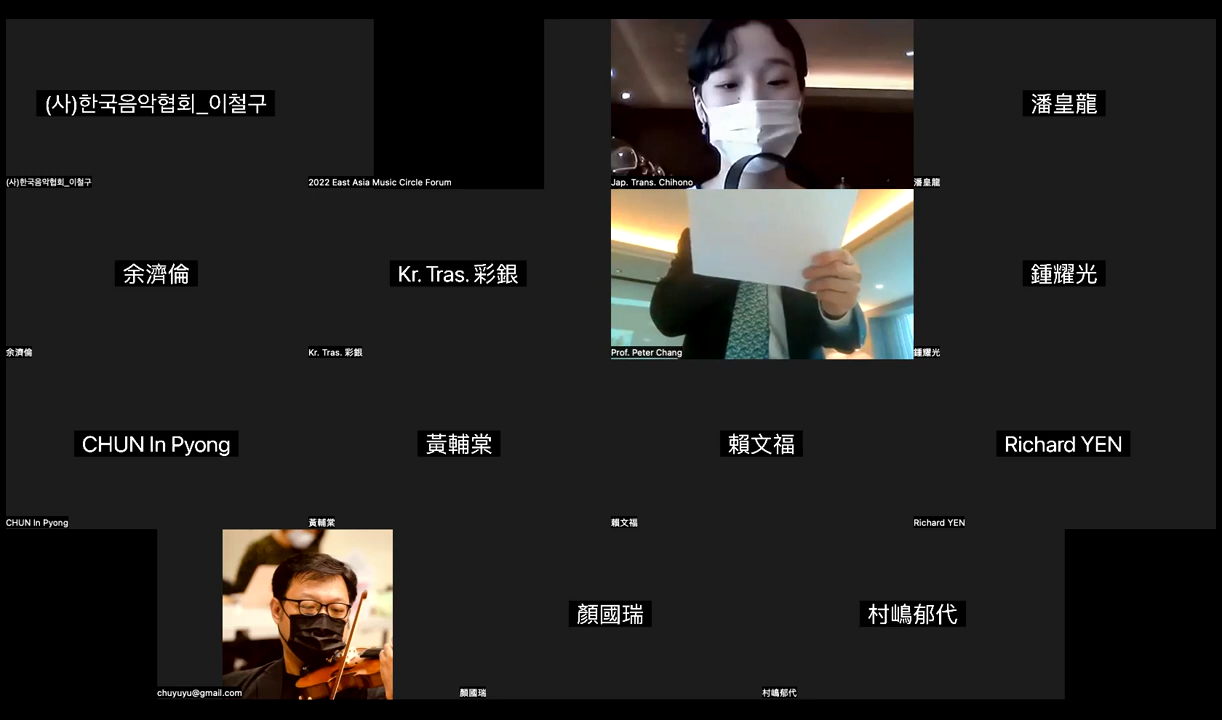 (사)한국음악협회_이철구
(사)한국음악협회_이철구
2022 East Asia Music Circle Forum
Jap. Trans. Chihono
潘皇龍
潘皇龍
余濟倫
余濟倫
Kr. Tras. 彩銀
Kr. Tras. 彩銀
Prof. Peter Chang
鍾耀光
鍾耀光
CHUN In Pyong
CHUN In Pyong
黃輔棠
黃輔棠
賴文福
賴文福
Richard YEN
Richard YEN
chuyuyu@gmail.com
顏國瑞
顏國瑞
村嶋郁代
村嶋郁代